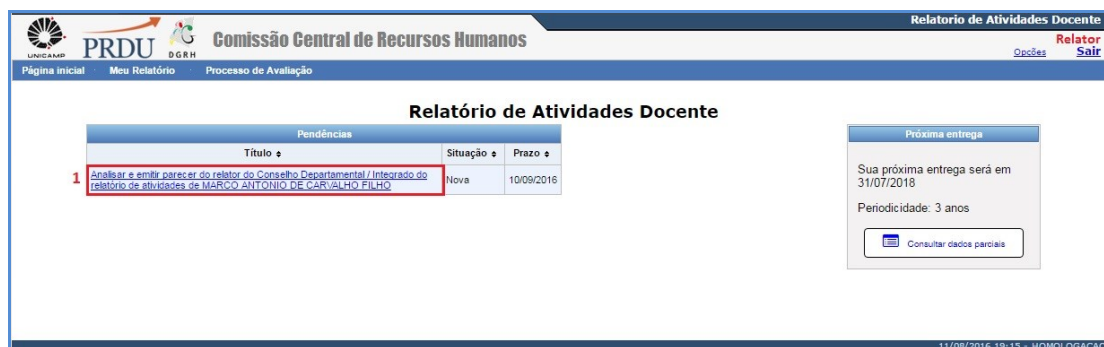 Relatorio de Atividades Docente
UNICAMP
PRDU
DGRH
Comissão Central de Recursos Humanos
Relator
Opções Sair
Página inicial Meu Relatório Processo de Avaliação
Relatório de Atividades Docente
Pendências
Título Situação Prazo
1 Analisar e emitir parecer do relator do Conselho Departamental / Integrado do
relatório de atividades de MARCO ANTONIO DE CARVALHO FILHO
Nova 10/09/2016
Próxima entrega
Sua próxima entrega será em
31/07/2018
Periodicidade: 3 anos
Consultar dados parciais
11/08/2016 19:15 - HOMOLOGACAO